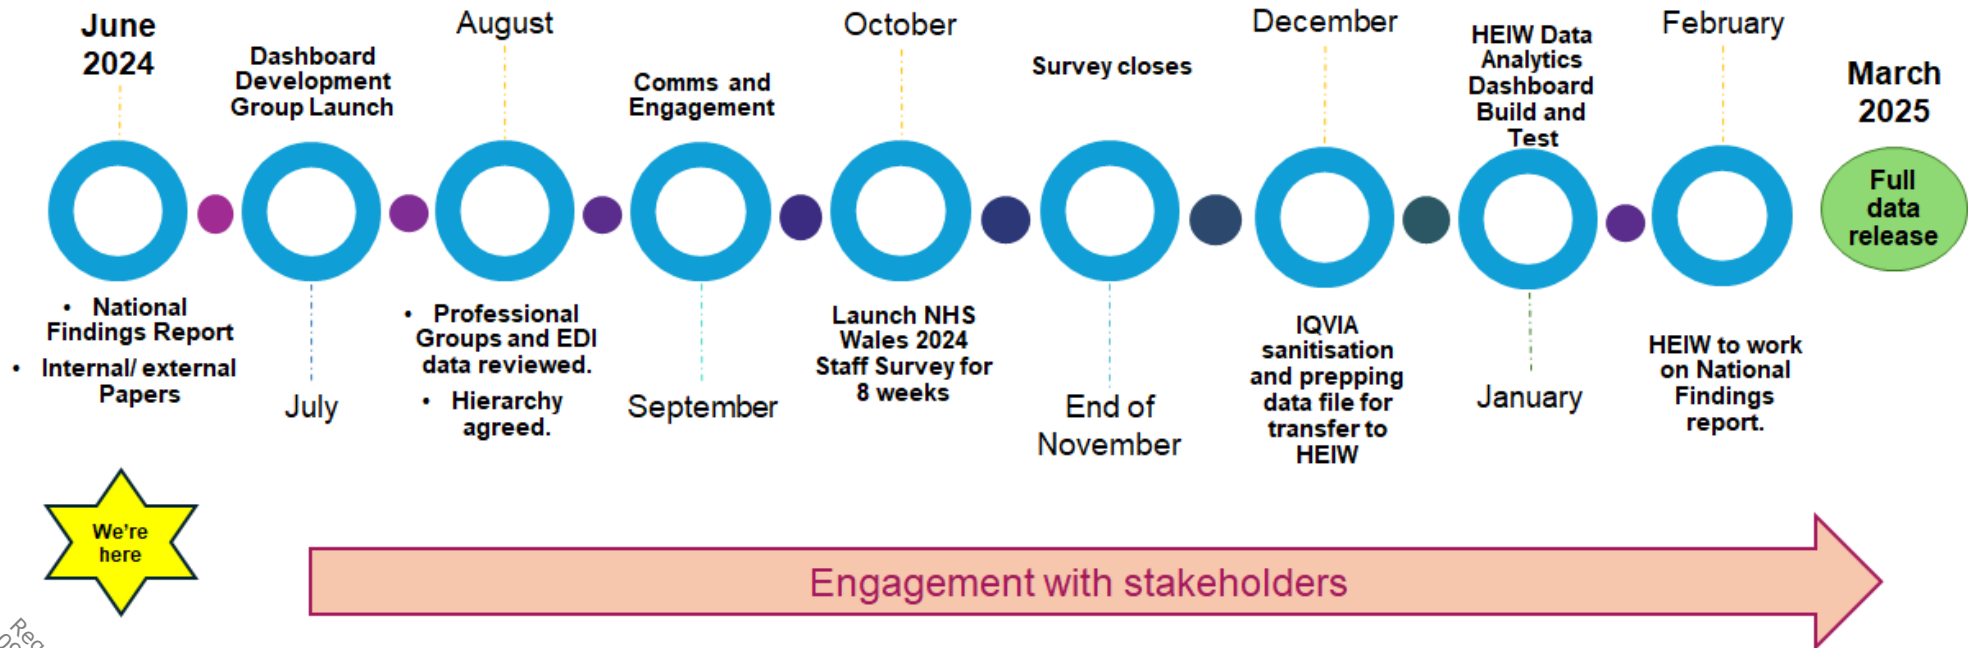 June
2024
• National
Findings Report
• Internal/ external
Papers
Dashboard
Development
Group Launch
July
August
• Professional
Groups and EDI
data reviewed.
• Hierarchy
agreed.
Comms and
Engagement
September
October
Launch NHS
Wales 2024
Staff Survey for
8 weeks
Survey closes
End of
November
December
IQVIA
sanitisation
and prepping
data file for
transfer to
HEIW
HEIW Data
Analytics
Dashboard
Build and
Test
January
February
HEIW to work
on National
Findings
report.
March
2025
Full
data
release
We're
here
Engagement with stakeholders